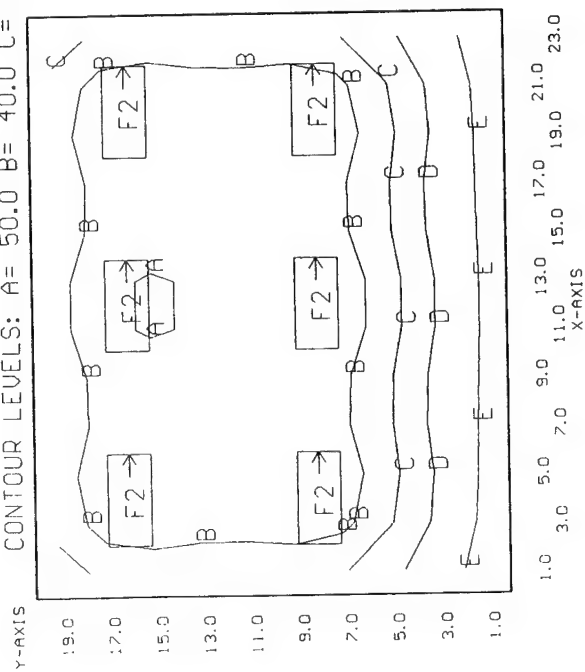 CONTOUR LEVELS: A= 50.0 B= 40.0 C=
Y-AXIS
19.0
17.0
15.0
13.0
11.0
9.0
7.0
5.0
3.0
1.0
C
B B B B
F2 F2 F2
A A
B B
F2 F2 F2
B B B B B
C C C C
D D D
E E E E
1.0 3.0 5.0 7.0 9.0 11.0 13.0 15.0 17.0 19.0 21.0 23.0
X-AXIS